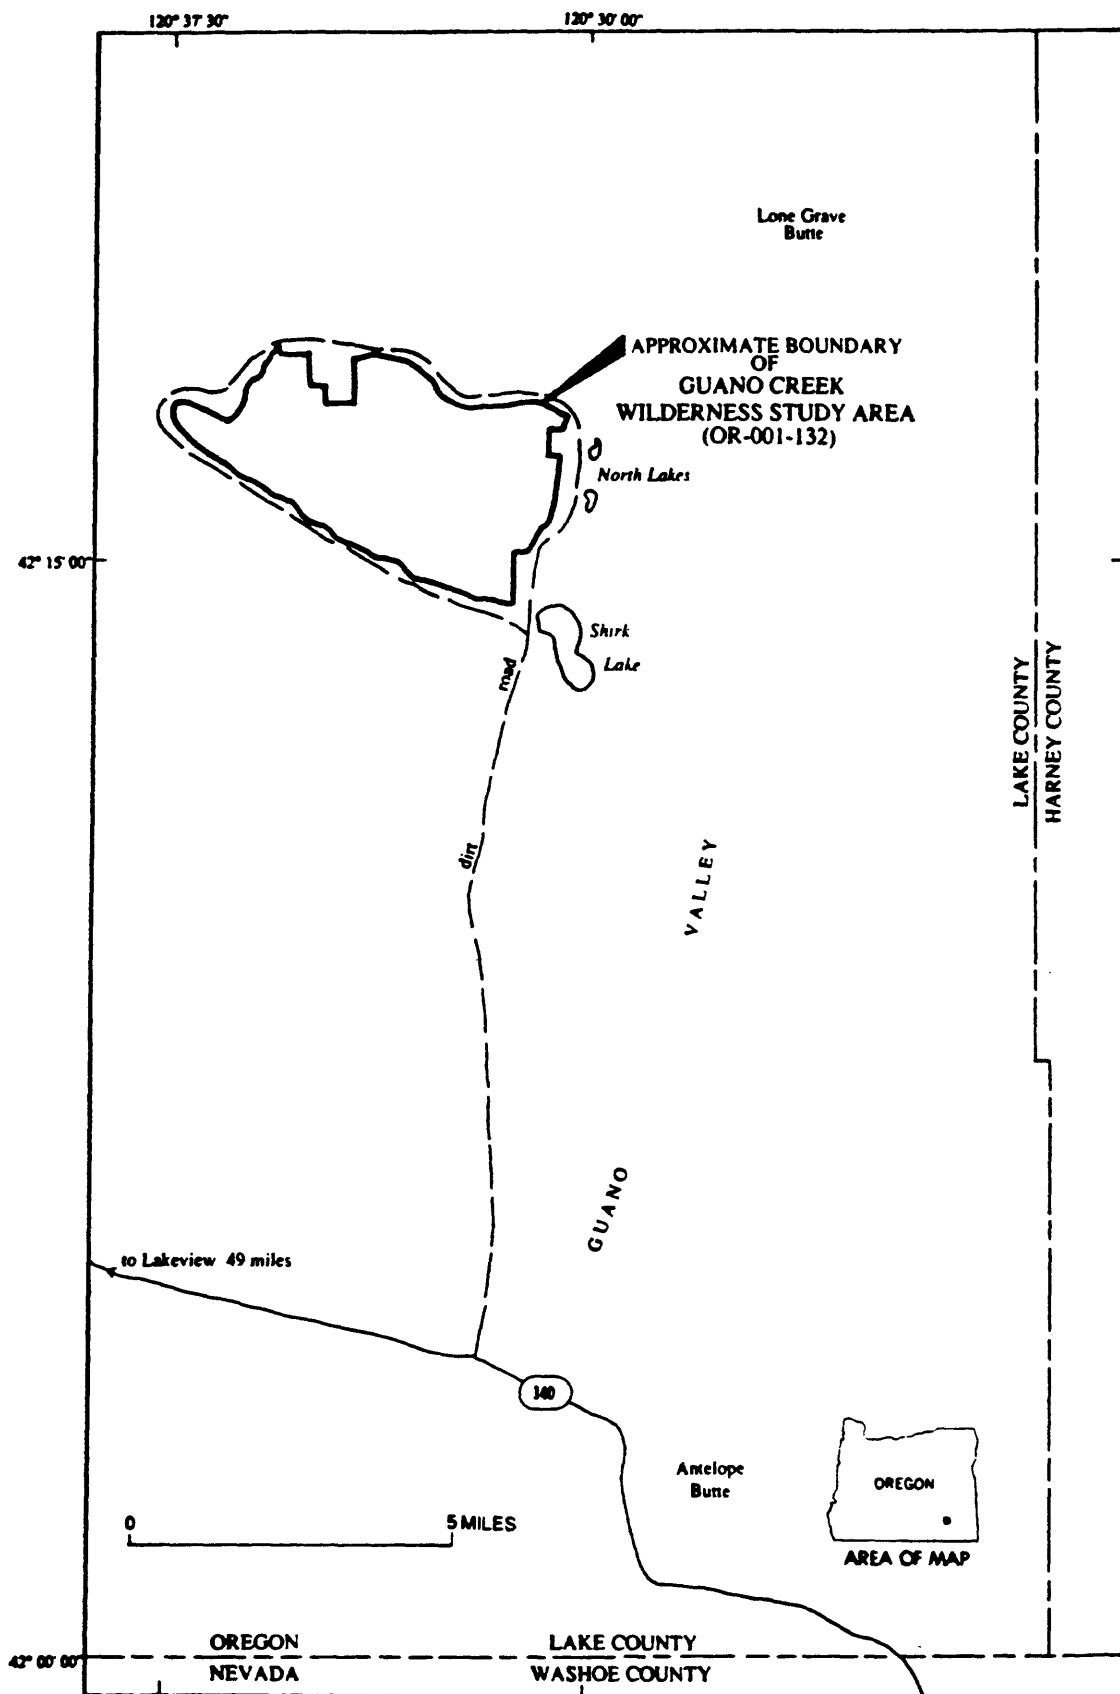 120° 37' 30"
120° 30' 00"
Lone Grave
Butte
APPROXIMATE BOUNDARY
OF
GUANO CREEK
WILDERNESS STUDY AREA
(OR-001-132)
North Lakes
42° 15' 00"
Shirk
Lake
road
LAKE COUNTY
HARNEY COUNTY
dirt
VALLEY
GUANO
to Lakeview 49 miles
140
Antelope
Butte
OREGON
0
5 MILES
AREA OF MAP
OREGON
LAKE COUNTY
42° 00' 00"
NEVADA
WASHOE COUNTY